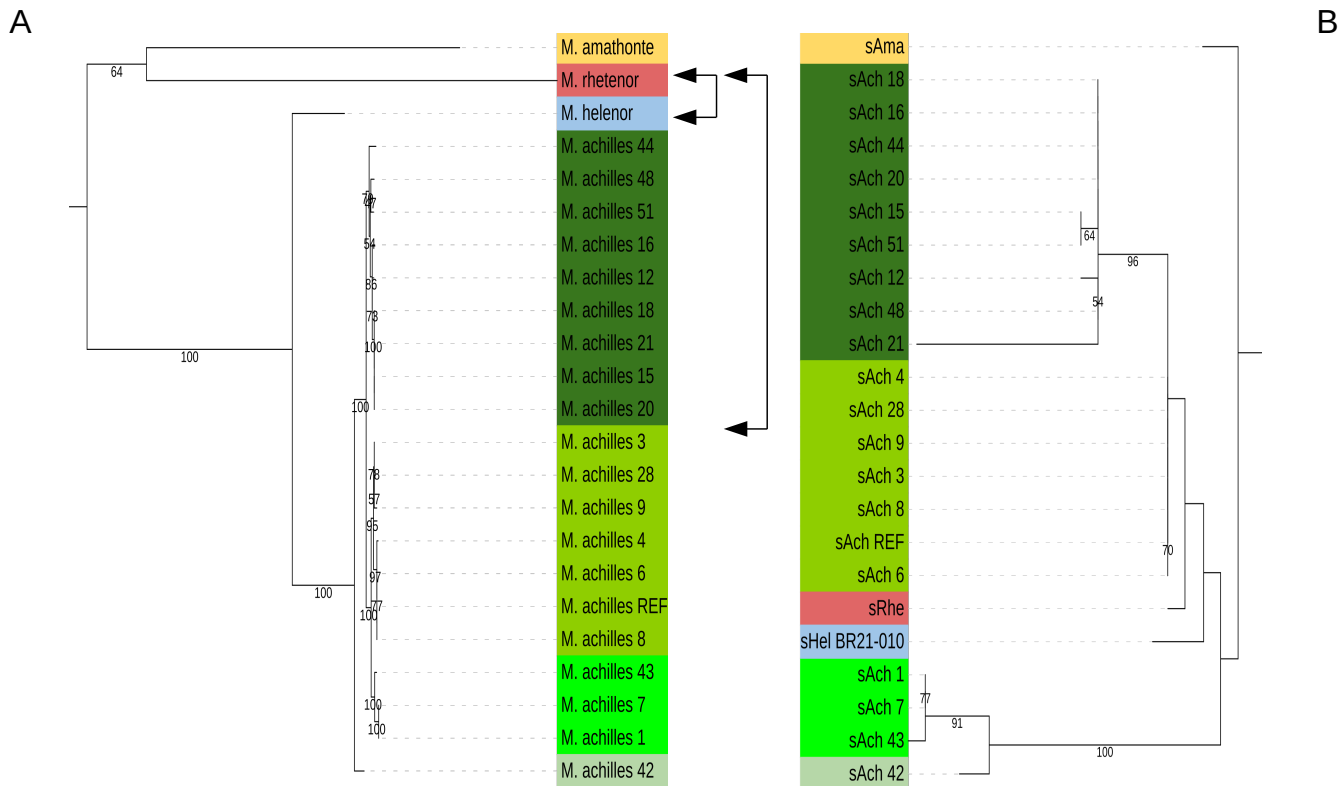 A
B
M. amathonte
M. rhetenor
M. helenor
M. achilles 44
M. achilles 48
M. achilles 51
M. achilles 16
M. achilles 12
M. achilles 18
M. achilles 21
M. achilles 15
M. achilles 20
M. achilles 3
M. achilles 28
M. achilles 9
M. achilles 4
M. achilles 6
M. achilles REF
M. achilles 8
M. achilles 43
M. achilles 7
M. achilles 1
M. achilles 42
64
100
54
86
73
100
100
78
57
95
97
77
100
100
100
100
sAma
sAch 18
sAch 16
sAch 44
sAch 20
sAch 15
sAch 51
sAch 12
sAch 48
sAch 21
sAch 4
sAch 28
sAch 9
sAch 3
sAch 8
sAch REF
sAch 6
sRhe
sHel BR21-010
sAch 1
sAch 7
sAch 43
sAch 42
64
96
54
70
77
91
100